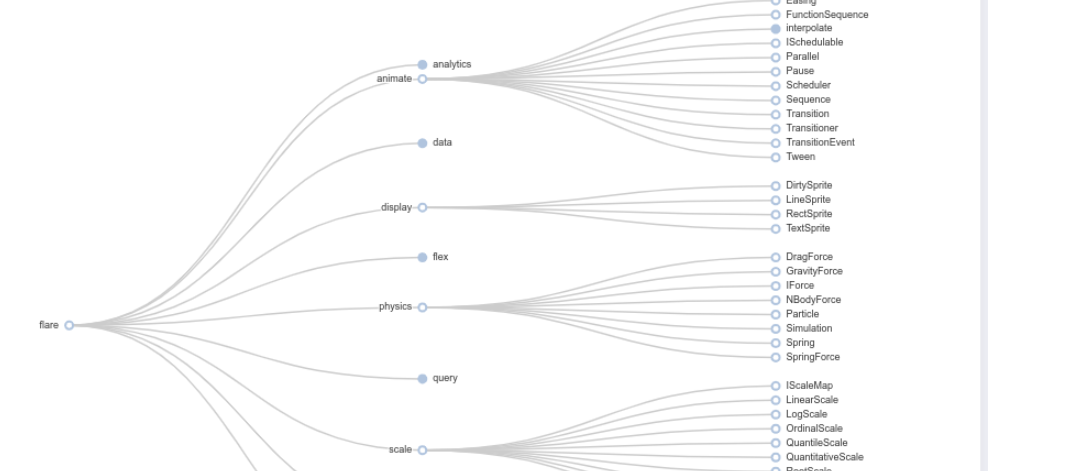 Easing
FunctionSequence
interpolate
ISchedulable
analytics
Parallel
animate
Pause
Scheduler
Sequence
Transition
Transitioner
data
TransitionEvent
Tween
DirtySprite
LineSprite
display
RectSprite
TextSprite
flex
DragForce
GravityForce
IForce
NBodyForce
physics
Particle
flare
Simulation
Spring
SpringForce
query
IScaleMap
LinearScale
LogScale
OrdinalScale
QuantileScale
scale
QuantitativeScale
RootScale